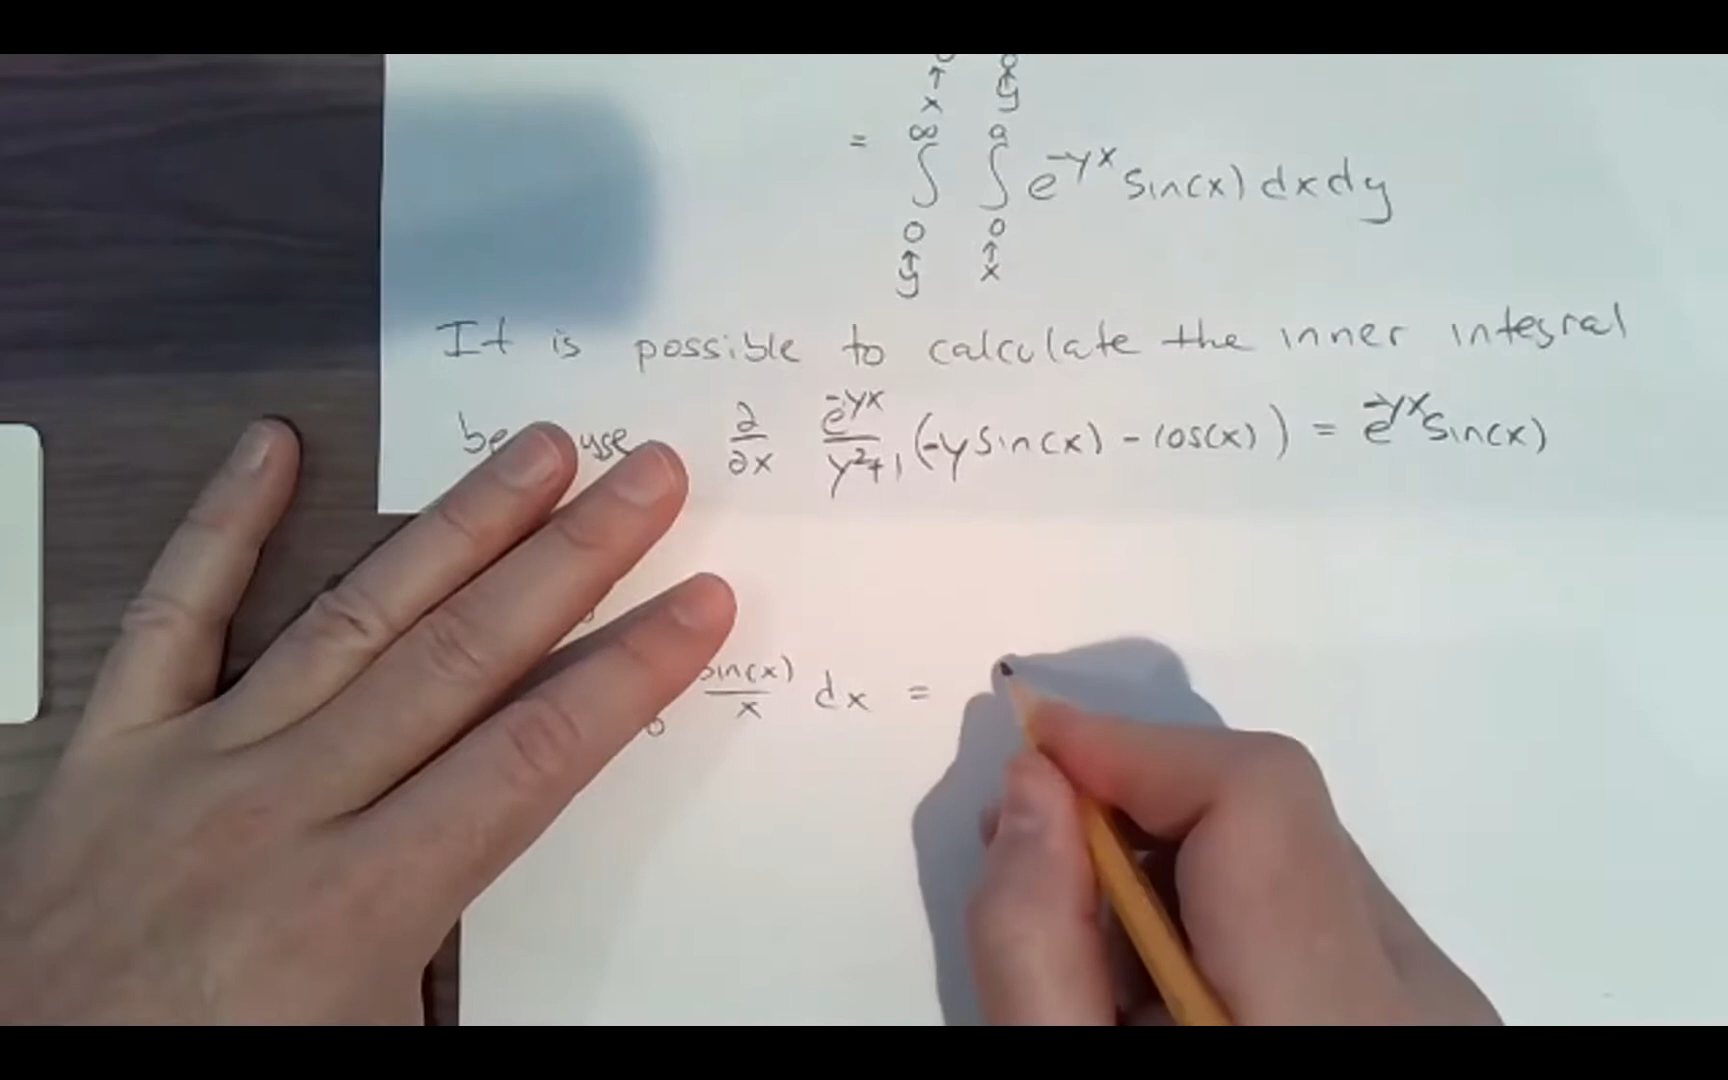 ↑ ↑
x y
= ∫₀^∞ ∫₀^a e^{-yx} sin(x) dx dy
↑ ↑
y x
It is possible to calculate the inner integral
∂/∂x e^{-yx}/(y²+1) (-y sin(x) - cos(x)) = e^{-yx} sin(x)
0 sin(x)/x dx =